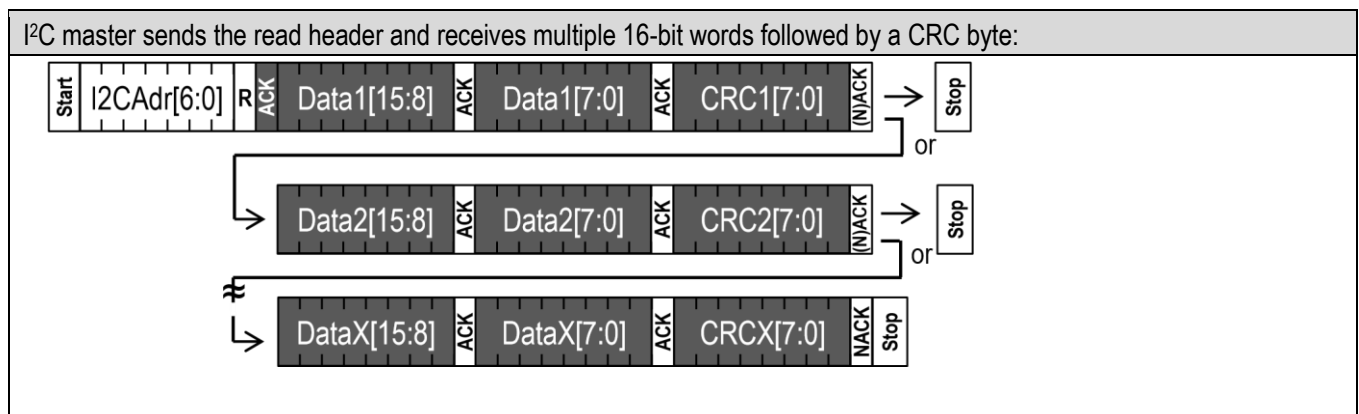 I²C master sends the read header and receives multiple 16-bit words followed by a CRC byte:
Start I2CAdr[6:0] R ACK Data1[15:8] ACK Data1[7:0] ACK CRC1[7:0] (N)ACK Stop
or
Data2[15:8] ACK Data2[7:0] ACK CRC2[7:0] (N)ACK Stop
or
DataX[15:8] ACK DataX[7:0] ACK CRCX[7:0] NACK Stop